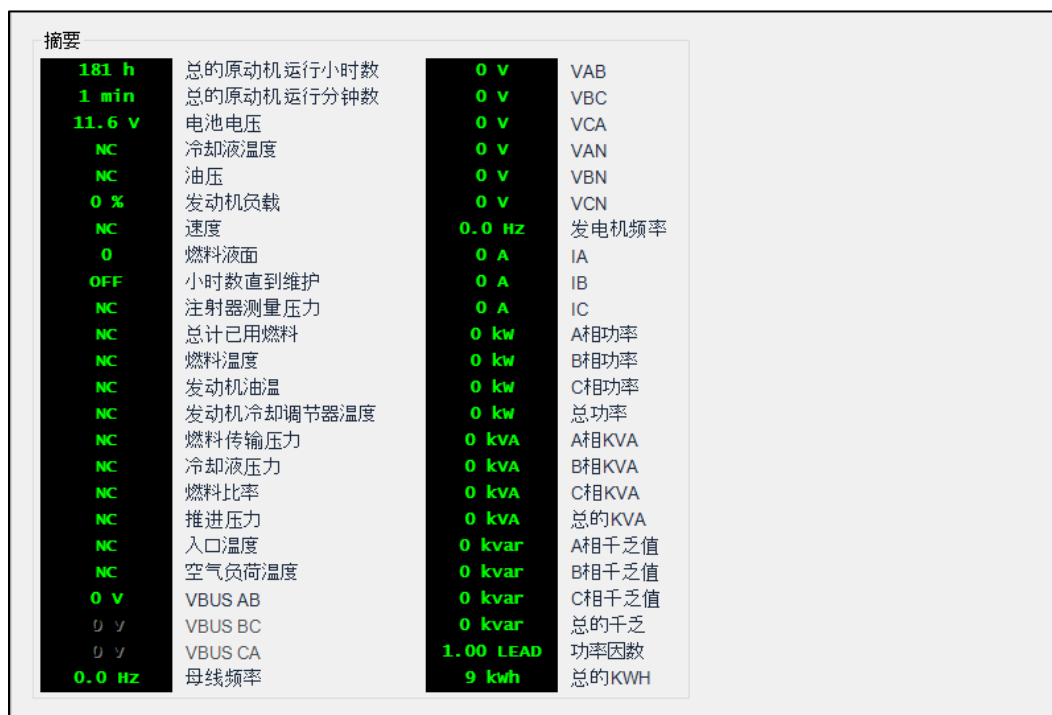 摘要
181 h 总的原动机运行小时数 0 V VAB
1 min 总的原动机运行分钟数 0 V VBC
11.6 V 电池电压 0 V VCA
NC 冷却液温度 0 V VAN
NC 油压 0 V VBN
0 % 发动机负载 0 V VCN
NC 速度 0.0 Hz 发电机频率
0 燃料液面 0 A IA
OFF 小时数直到维护 0 A IB
NC 注射器测量压力 0 A IC
NC 总计已用燃料 0 kW A相功率
NC 燃料温度 0 kW B相功率
NC 发动机油温 0 kW C相功率
NC 发动机冷却调节器温度 0 kW 总功率
NC 燃料传输压力 0 kVA A相KVA
NC 冷却液压力 0 kVA B相KVA
NC 燃料比率 0 kVA C相KVA
NC 推进压力 0 kVA 总的KVA
NC 入口温度 0 kvar A相千乏值
NC 空气负荷温度 0 kvar B相千乏值
0 V VBUS AB 0 kvar C相千乏值
0 V VBUS BC 0 kvar 总的千乏
0 V VBUS CA 1.00 LEAD 功率因数
0.0 Hz 母线频率 9 kWh 总的KWH